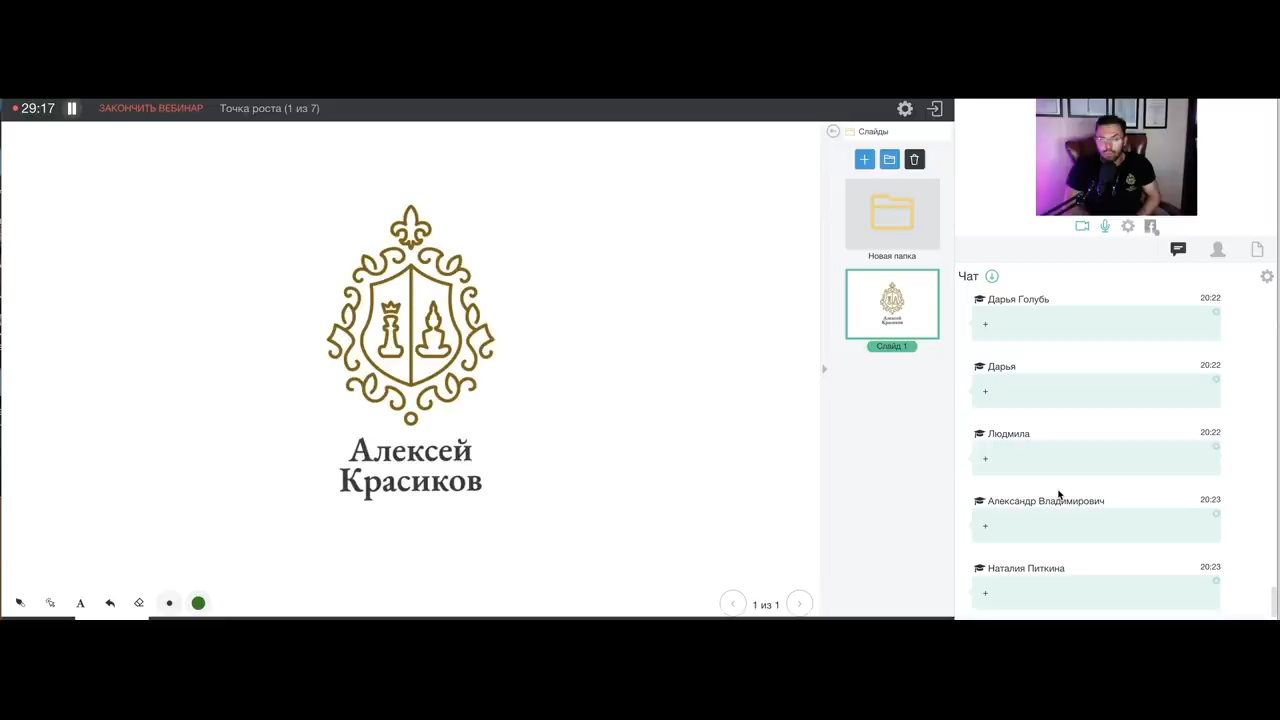 29:17
ЗАКОНЧИТЬ ВЕБИНАР
Точка роста (1 из 7)
Алексей
Красиков
A
1 из 1
Слайды
Новая папка
Алексей
Красиков
Слайд 1
Чат
Дарья Голубь 20:22
+
Дарья 20:22
+
Людмила 20:22
+
Александр Владимирович 20:23
+
Наталия Питкина 20:23
+